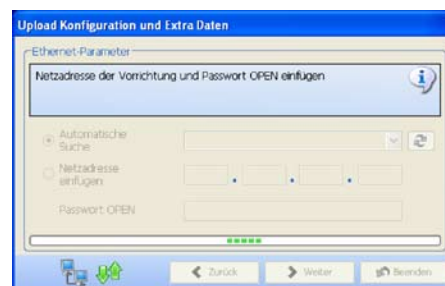 Upload Konfiguration und Extra Daten
Ethernet-Parameter
Netzadresse der Vorrichtung und Passwort OPEN einfügen
Automatische
Suche
Netzadresse
einfügen
. . .
Passwort OPEN
Zurück Weiter Beenden